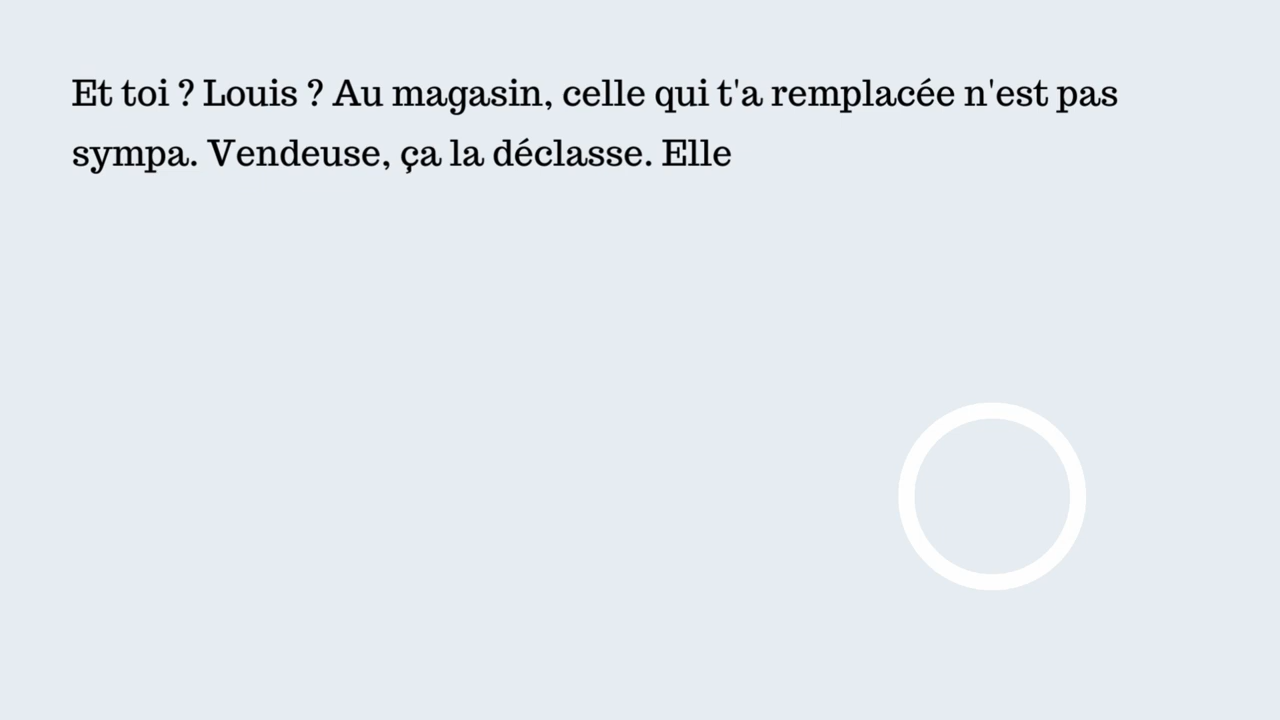 Et toi ? Louis ? Au magasin, celle qui t'a remplacée n'est pas
sympa. Vendeuse, ça la déclasse. Elle